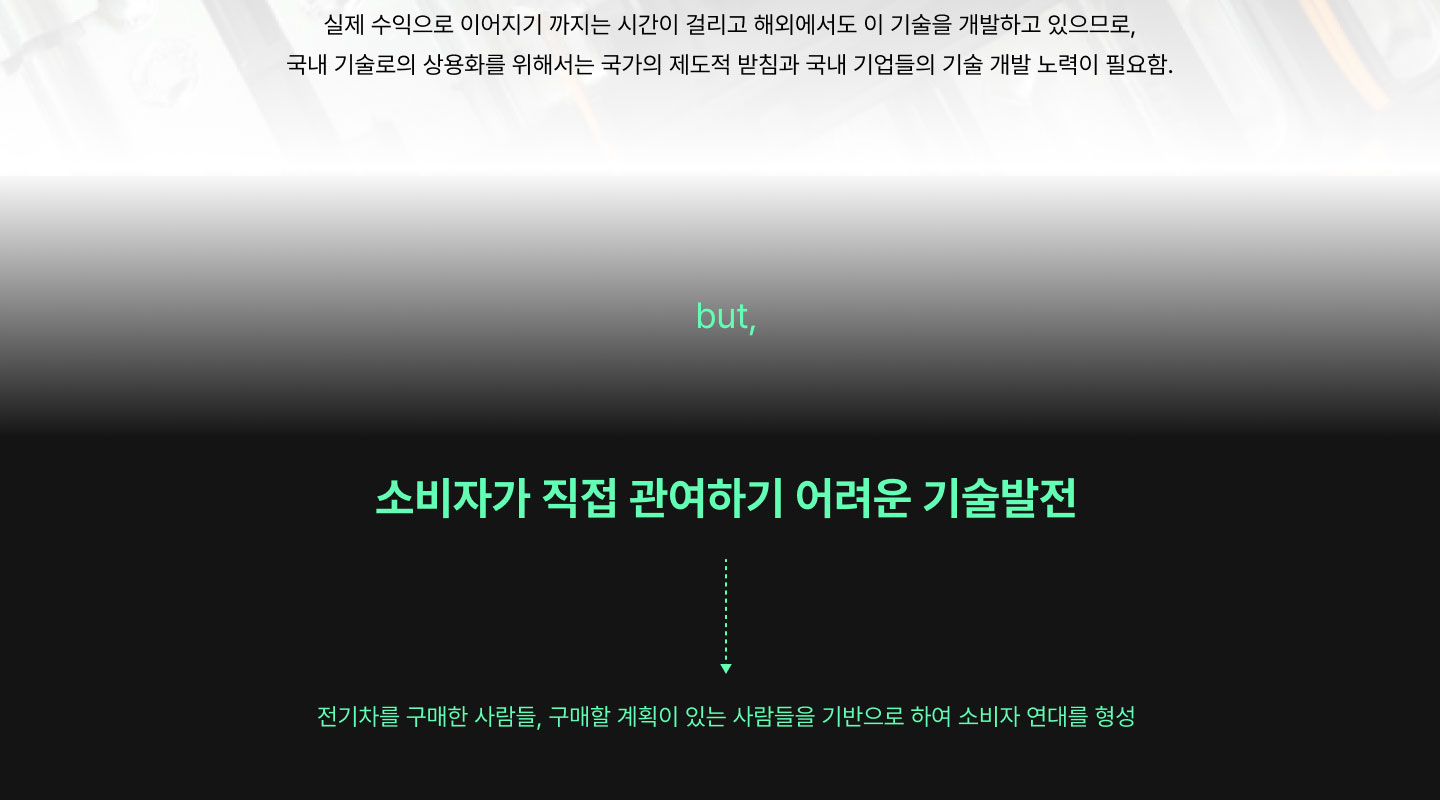 실제 수익으로 이어지기 까지는 시간이 걸리고 해외에서도 이 기술을 개발하고 있으므로,
국내 기술로의 상용화를 위해서는 국가의 제도적 받침과 국내 기업들의 기술 개발 노력이 필요함.
but,
소비자가 직접 관여하기 어려운 기술발전
전기차를 구매한 사람들, 구매할 계획이 있는 사람들을 기반으로 하여 소비자 연대를 형성